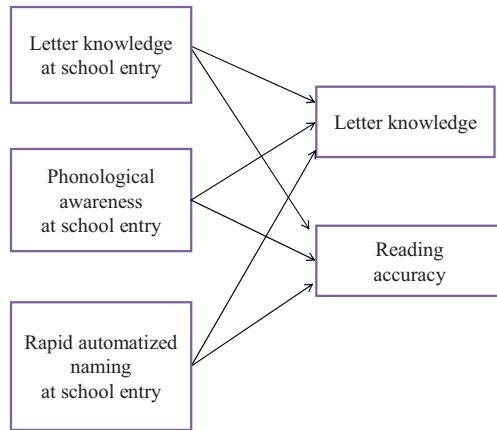 Letter knowledge
at school entry
Letter knowledge
Phonological
awareness
at school entry
Reading
accuracy
Rapid automatized
naming
at school entry